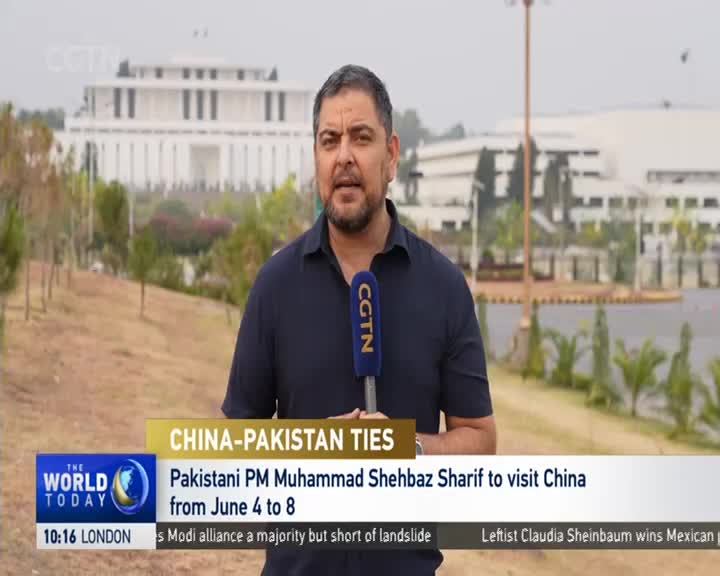 CGTN
CGTN
CHINA-PAKISTAN TIES
Pakistani PM Muhammad Shehbaz Sharif to visit China
from June 4 to 8
THE
WORLD
TODAY
10:16 LONDON
Modi alliance a majority but short of landslide
Leftist Claudia Sheinbaum wins Mexican